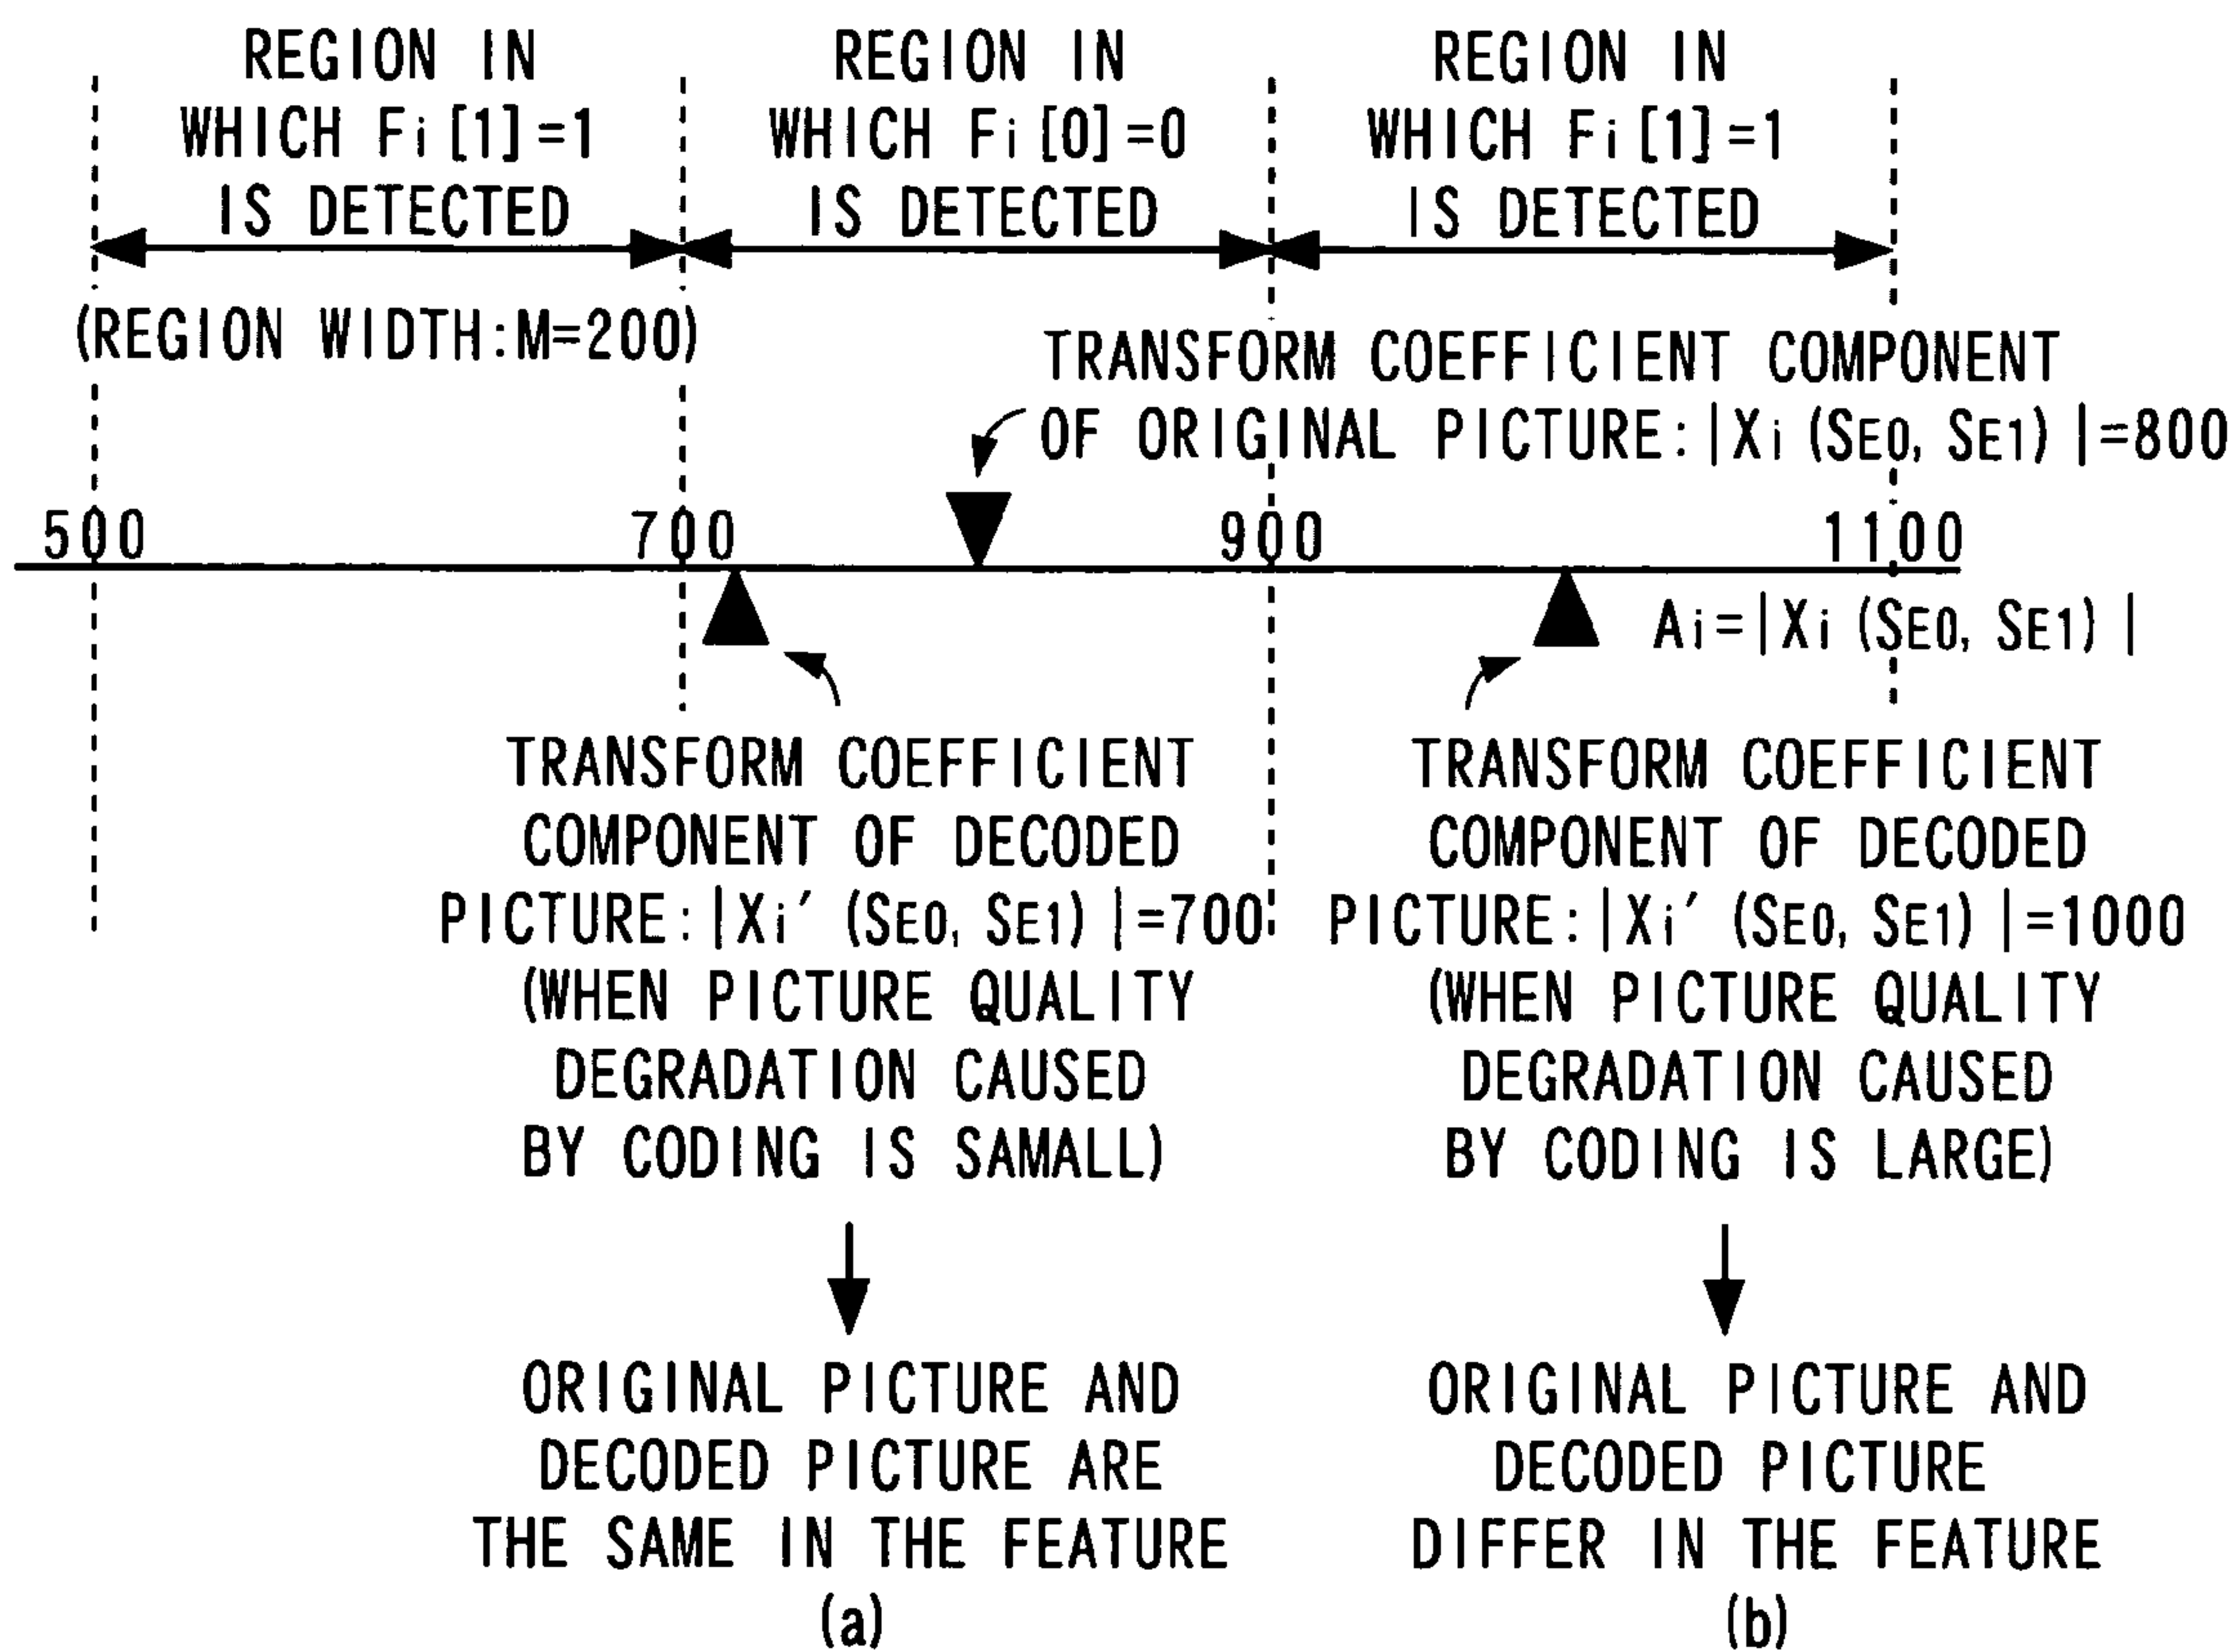 REGION IN
WHICH Fi[1]=1
IS DETECTED
REGION IN
WHICH Fi[0]=0
IS DETECTED
REGION IN
WHICH Fi[1]=1
IS DETECTED
(REGION WIDTH:M=200)
TRANSFORM COEFFICIENT COMPONENT
OF ORIGINAL PICTURE:|Xi (SE0, SE1) |=800
500
700
900
1100
Ai=|Xi (SE0, SE1) |
TRANSFORM COEFFICIENT
COMPONENT OF DECODED
PICTURE:|Xi′ (SE0, SE1) |=700
(WHEN PICTURE QUALITY
DEGRADATION CAUSED
BY CODING IS SAMALL)
ORIGINAL PICTURE AND
DECODED PICTURE ARE
THE SAME IN THE FEATURE
(a)
TRANSFORM COEFFICIENT
COMPONENT OF DECODED
PICTURE:|Xi′ (SE0, SE1) |=1000
(WHEN PICTURE QUALITY
DEGRADATION CAUSED
BY CODING IS LARGE)
ORIGINAL PICTURE AND
DECODED PICTURE
DIFFER IN THE FEATURE
(b)